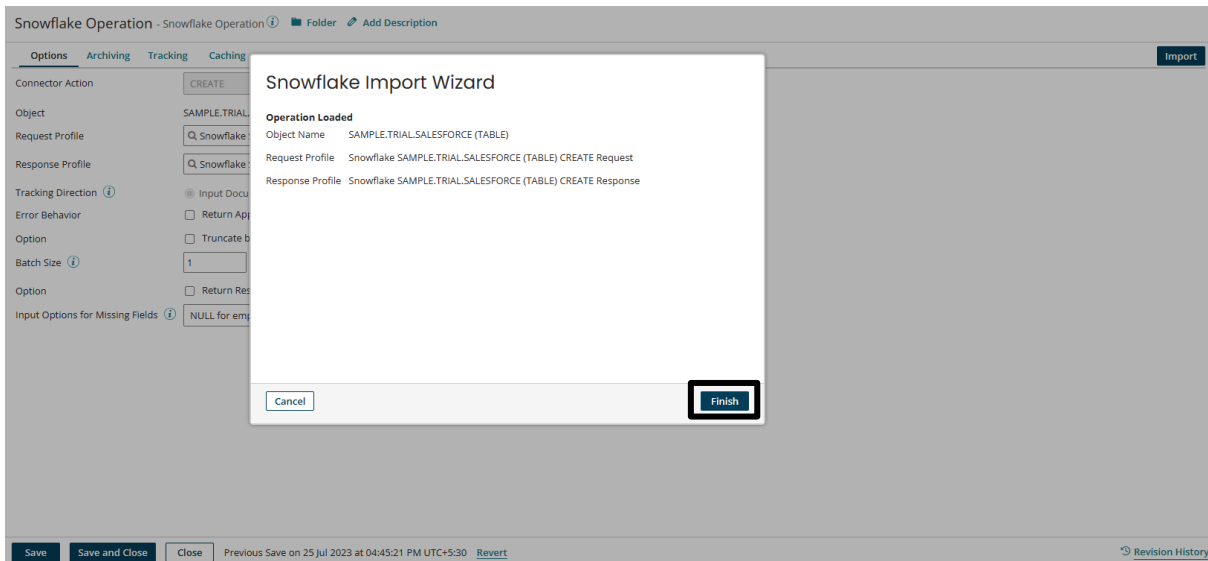 Snowflake Operation - Snowflake Operation i Folder Add Description
Options Archiving Tracking Caching
Import
Connector Action CREATE
Object SAMPLE.TRIAL.
Request Profile Snowflake
Response Profile Snowflake
Tracking Direction i Input Docu
Error Behavior Return App
Option Truncate b
Batch Size i 1
Option Return Res
Input Options for Missing Fields i NULL for emp
Snowflake Import Wizard
Operation Loaded
Object Name SAMPLE.TRIAL.SALESFORCE (TABLE)
Request Profile Snowflake SAMPLE.TRIAL.SALESFORCE (TABLE) CREATE Request
Response Profile Snowflake SAMPLE.TRIAL.SALESFORCE (TABLE) CREATE Response
Cancel Finish
Save Save and Close Close Previous Save on 25 Jul 2023 at 04:45:21 PM UTC+5:30 Revert Revision History